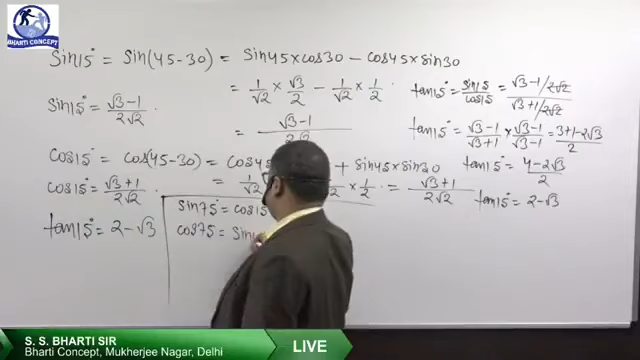 BHARTI CONCEPT
Sin15° = Sin(45-30) = Sin45×cos30 - cos45×sin30
= 1/√2 × √3/2 - 1/√2 × 1/2
Sin15° = √3-1/2√2
= √3-1/2√2
tan15° = sin15/cos15 = √3-1/2√2/√3+1/2√2
tan15° = √3-1/√3+1 × √3-1/√3-1 = 3+1-2√3/2
Cos15° = cos(45-30) = cos45 + sin45×sin30
tan15° = 4-2√3/2
cos15° = √3+1/2√2
= 1/√2 × 1/2 = √3+1/2√2
tan15° = 2-√3
tan15° = 2-√3
sin75° = cos15
cos75 = sin
S. S. BHARTI SIR
Bharti Concept, Mukherjee Nagar, Delhi
LIVE